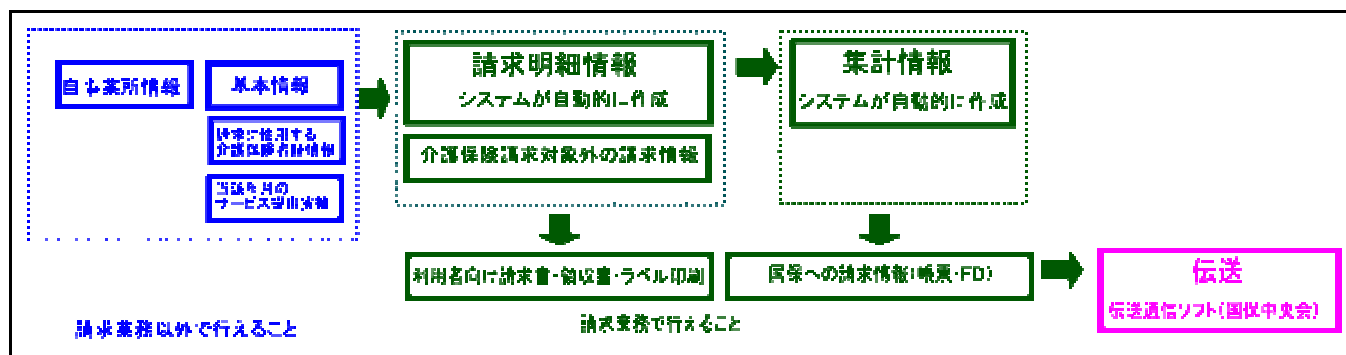 自事業所情報
基本情報
請求に使用する
介護保険者証情報
当該年月の
サービス提供実績
請求業務以外で行えること
請求明細情報
システムが自動的に作成
介護保険請求対象外の請求情報
集計情報
システムが自動的に作成
利用者向け請求書・領収書・ラベル印刷
国保への請求情報(帳票・FD)
請求業務で行えること
伝送
伝送通信ソフト(国保中央会)